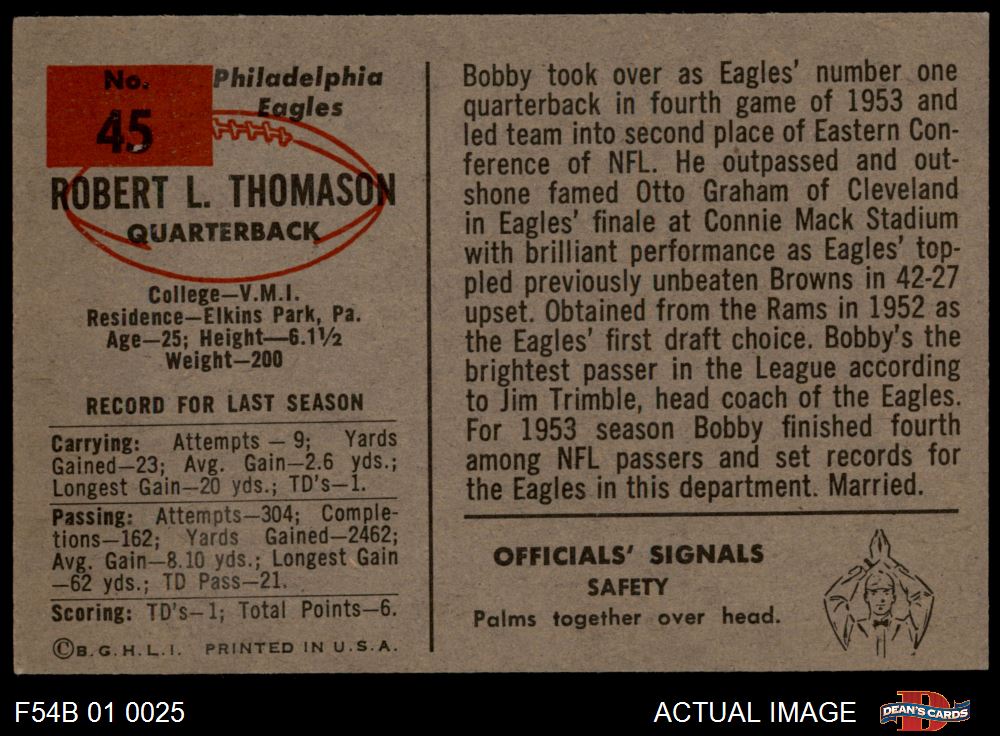 No.
45
Philadelphia
Eagles
ROBERT L. THOMASON
QUARTERBACK
College—V.M.I.
Residence—Elkins Park, Pa.
Age—25; Height—6.1½
Weight—200
RECORD FOR LAST SEASON
Carrying: Attempts – 9; Yards
Gained—23; Avg. Gain—2.6 yds.;
Longest Gain—20 yds.; TD's—1.
Passing: Attempts—304; Comple-
tions—162; Yards Gained—2462;
Avg. Gain—8.10 yds.; Longest Gain
—62 yds.; TD Pass—21.
Scoring: TD's—1; Total Points—6.
©B.G.H.L.I. PRINTED IN U.S.A.
Bobby took over as Eagles' number one
quarterback in fourth game of 1953 and
led team into second place of Eastern Con-
ference of NFL. He outpassed and out-
shone famed Otto Graham of Cleveland
in Eagles' finale at Connie Mack Stadium
with brilliant performance as Eagles' top-
pled previously unbeaten Browns in 42-27
upset. Obtained from the Rams in 1952 as
the Eagles' first draft choice. Bobby's the
brightest passer in the League according
to Jim Trimble, head coach of the Eagles.
For 1953 season Bobby finished fourth
among NFL passers and set records for
the Eagles in this department. Married.
OFFICIALS' SIGNALS
SAFETY
Palms together over head.
F54B 01 0025
ACTUAL IMAGE
DEAN'S CARDS